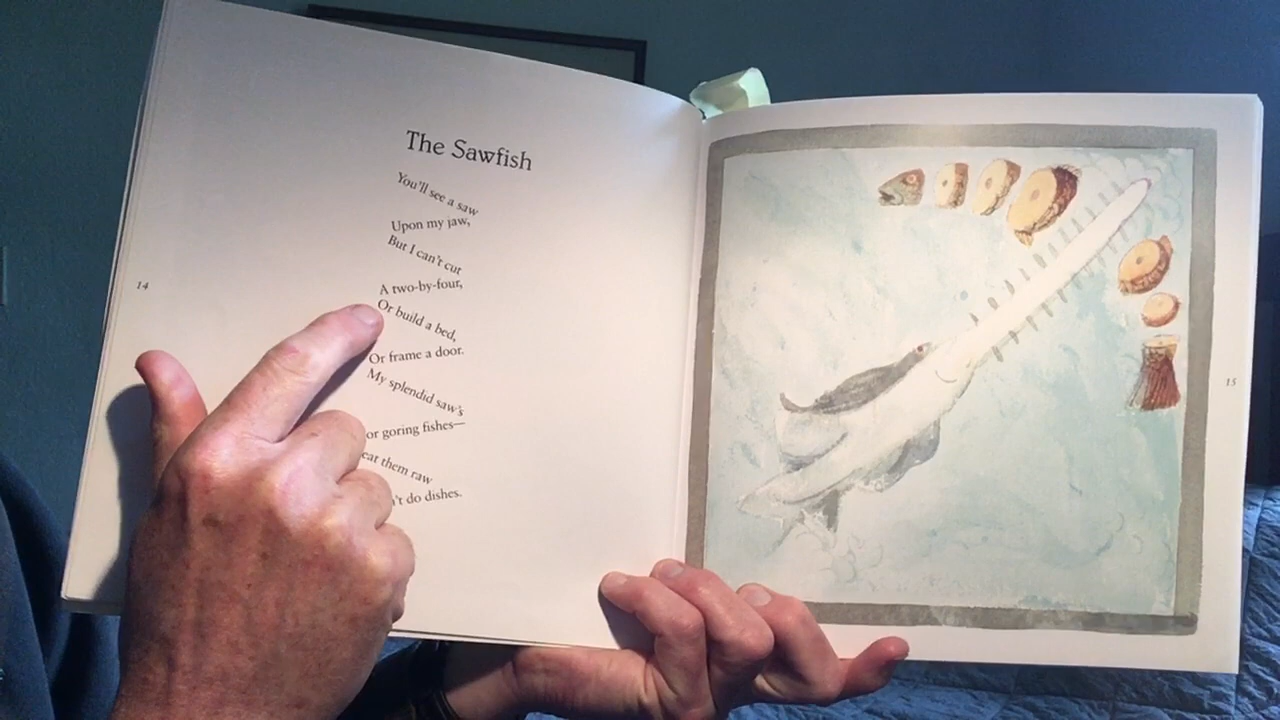 The Sawfish
You'll see a saw
Upon my jaw,
But I can't cut
A two-by-four,
Or build a bed,
Or frame a door.
My splendid saw's
or goring fishes—
eat them raw
't do dishes.
14
15